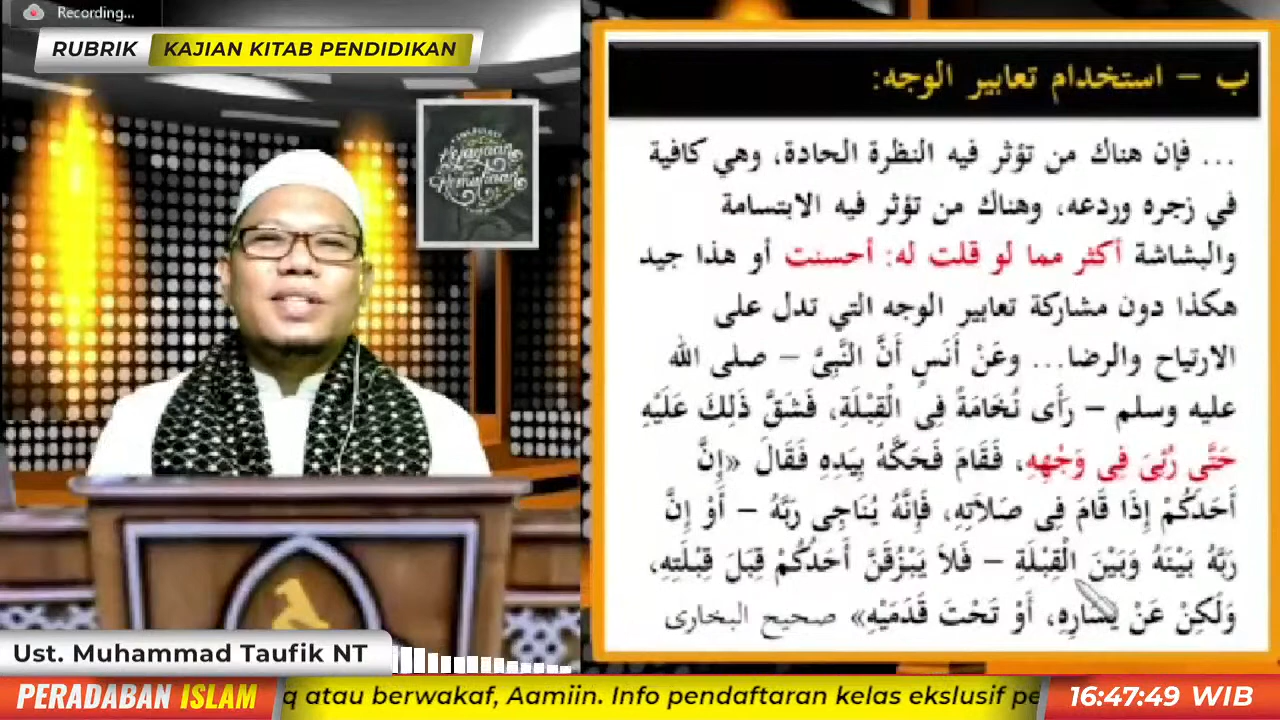 Recording...
RUBRIK KAJIAN KITAB PENDIDIKAN
ب – استخدام تعابير الوجه:
... فإن هناك من تؤثر فيه النظرة الحادة، وهي كافية
في زجره وردعه، وهناك من تؤثر فيه الابتسامة
والبشاشة أكثر مما لو قلت له: أحسنت أو هذا جيد
هكذا دون مشاركة تعابير الوجه التي تدل على
الارتياح والرضا... وعَنْ أَنَسٍ أَنَّ النَّبِىَّ – صلى الله
عليه وسلم – رَأَى نُخَامَةً فِى الْقِبْلَةِ، فَشَقَّ ذَلِكَ عَلَيْهِ
حَتَّى رُئِىَ فِى وَجْهِهِ، فَقَامَ فَحَكَّهُ بِيَدِهِ فَقَالَ «إِنَّ
أَحَدَكُمْ إِذَا قَامَ فِى صَلاَتِهِ، فَإِنَّهُ يُنَاجِى رَبَّهُ – أَوْ إِنَّ
رَبَّهُ بَيْنَهُ وَبَيْنَ الْقِبْلَةِ – فَلاَ يَبْزُقَنَّ أَحَدُكُمْ قِبَلَ قِبْلَتِهِ،
وَلَكِنْ عَنْ يَسَارِهِ، أَوْ تَحْتَ قَدَمَيْهِ» صحيح البخارى
Ust. Muhammad Taufik NT
PERADABAN ISLAM
q atau berwakaf, Aamiin. Info pendaftaran kelas ekslusif pe
16:47:49 WIB